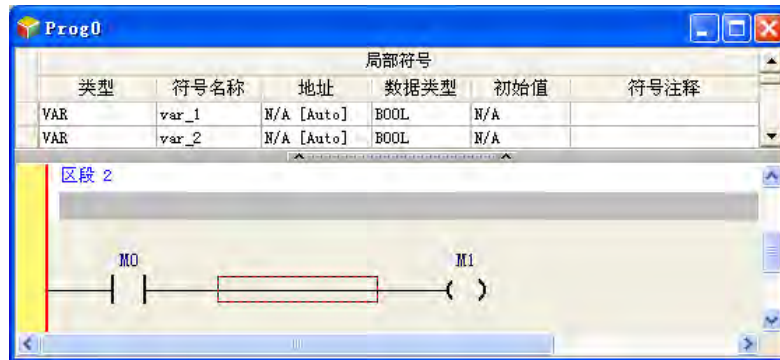 Prog0
局部符号
类型 符号名称 地址 数据类型 初始值 符号注释
VAR var_1 N/A [Auto] BOOL N/A
VAR var_2 N/A [Auto] BOOL N/A
区段 2
M0 M1